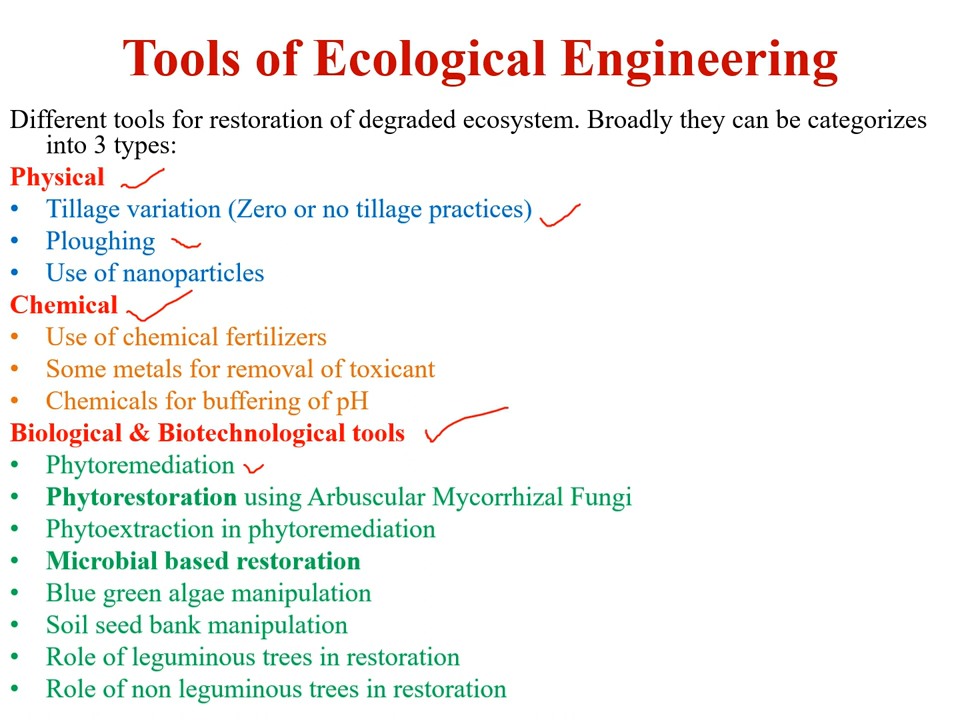 Tools of Ecological Engineering
Different tools for restoration of degraded ecosystem. Broadly they can be categorizes
into 3 types:
Physical
• Tillage variation (Zero or no tillage practices)
• Ploughing
• Use of nanoparticles
Chemical
• Use of chemical fertilizers
• Some metals for removal of toxicant
• Chemicals for buffering of pH
Biological & Biotechnological tools
• Phytoremediation
• Phytorestoration using Arbuscular Mycorrhizal Fungi
• Phytoextraction in phytoremediation
• Microbial based restoration
• Blue green algae manipulation
• Soil seed bank manipulation
• Role of leguminous trees in restoration
• Role of non leguminous trees in restoration